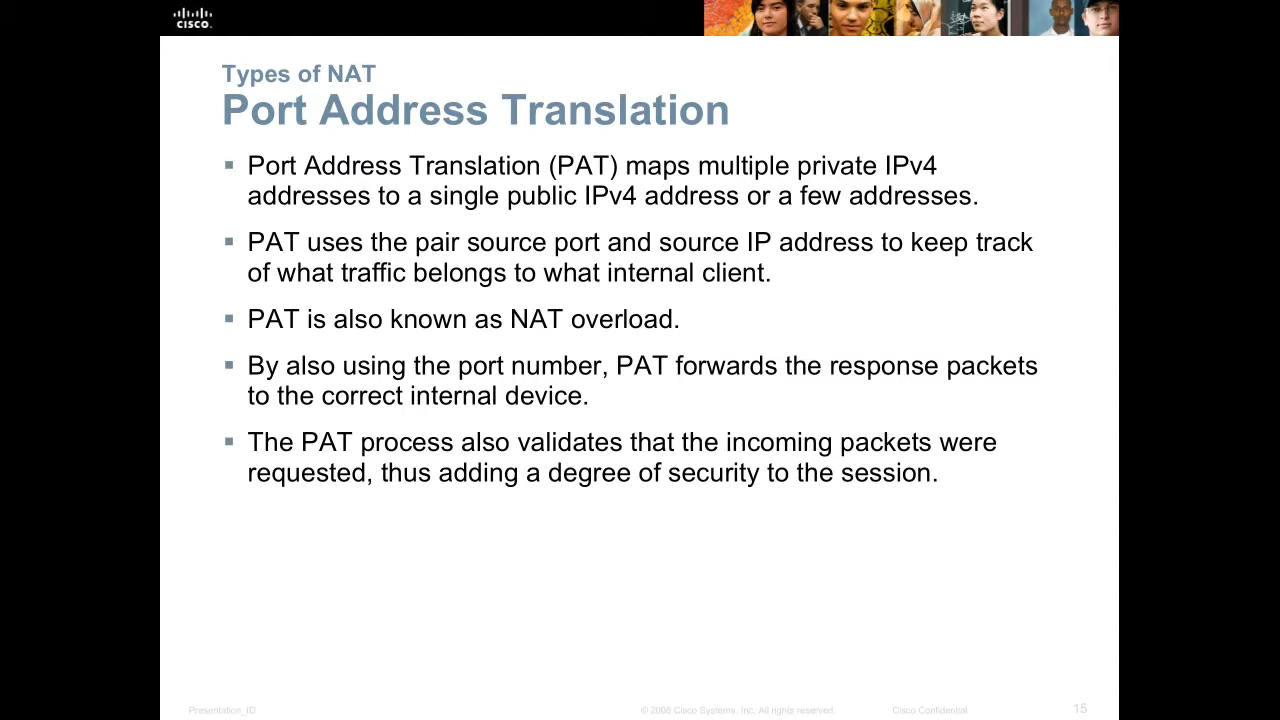 CISCO.
Types of NAT
Port Address Translation
Port Address Translation (PAT) maps multiple private IPv4
addresses to a single public IPv4 address or a few addresses.
PAT uses the pair source port and source IP address to keep track
of what traffic belongs to what internal client.
PAT is also known as NAT overload.
By also using the port number, PAT forwards the response packets
to the correct internal device.
The PAT process also validates that the incoming packets were
requested, thus adding a degree of security to the session.
Presentation_ID
© 2008 Cisco Systems, Inc. All rights reserved.
Cisco Confidential
15